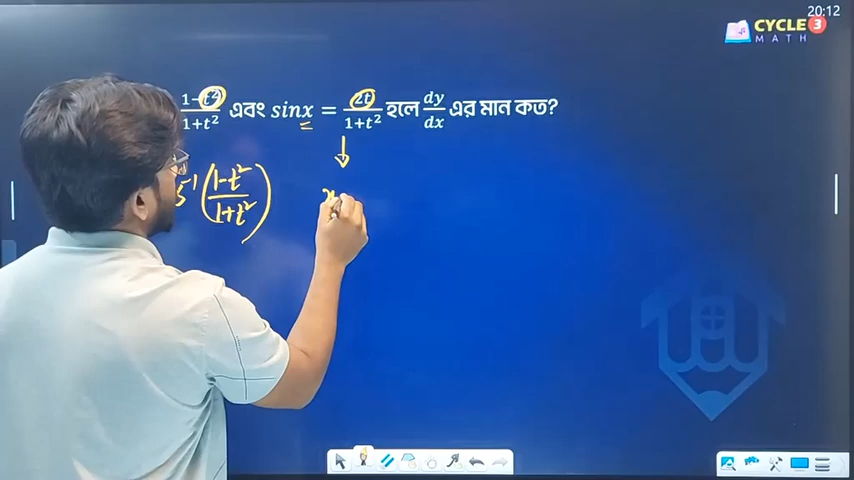 20:12
CYCLE 3
MATH
1-t² / 1+t² এবং sinx = 2t / 1+t² হলে dy/dx এর মান কত?
s⁻¹ (1-t² / 1+t²)